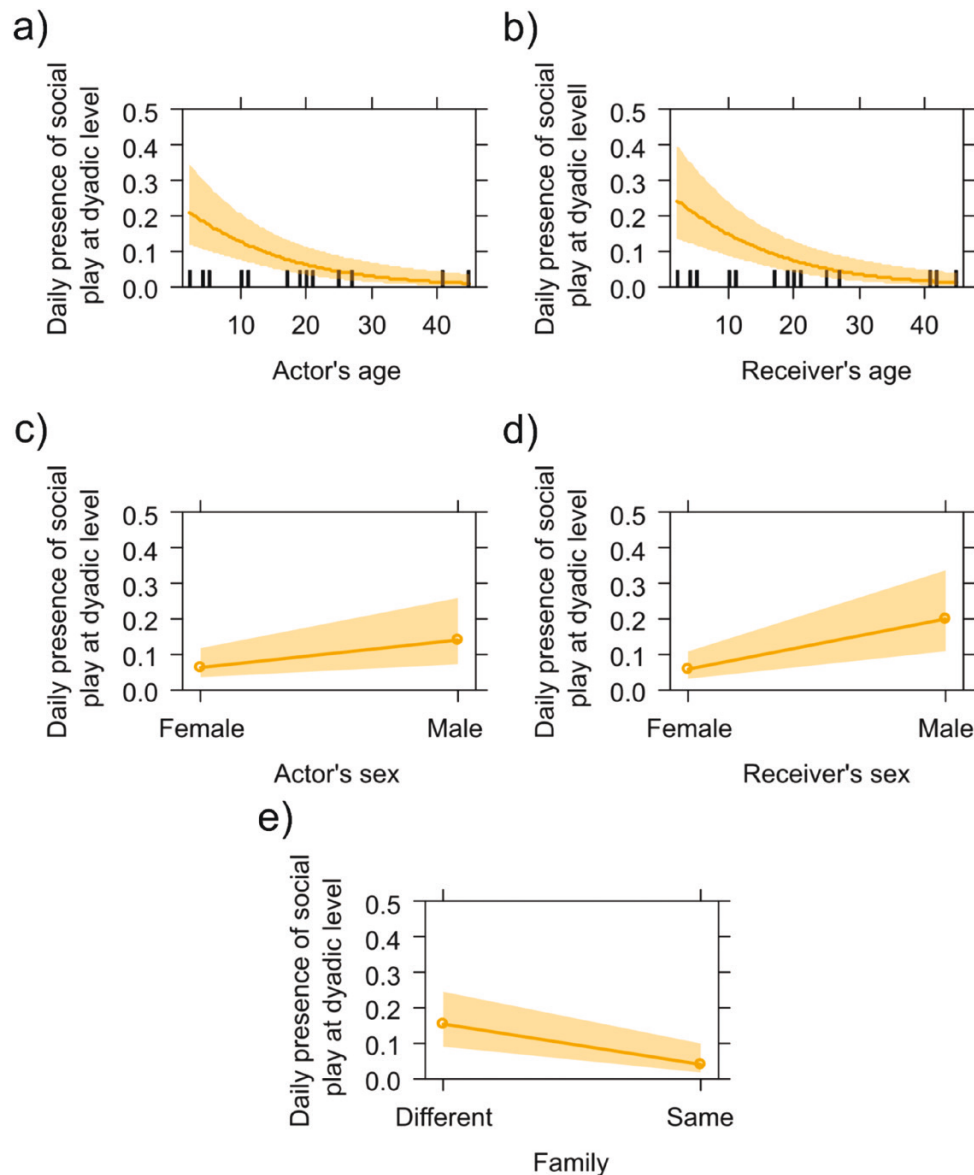 a)
Daily presence of social
play at dyadic level
0.5
0.4
0.3
0.2
0.1
0.0
10 20 30 40
Actor's age
b)
Daily presence of social
play at dyadic levell
0.5
0.4
0.3
0.2
0.1
0.0
10 20 30 40
Receiver's age
c)
Daily presence of social
play at dyadic level
0.5
0.4
0.3
0.2
0.1
0.0
Female Male
Actor's sex
d)
Daily presence of social
play at dyadic level
0.5
0.4
0.3
0.2
0.1
0.0
Female Male
Receiver's sex
e)
Daily presence of social
play at dyadic level
0.5
0.4
0.3
0.2
0.1
0.0
Different Same
Family